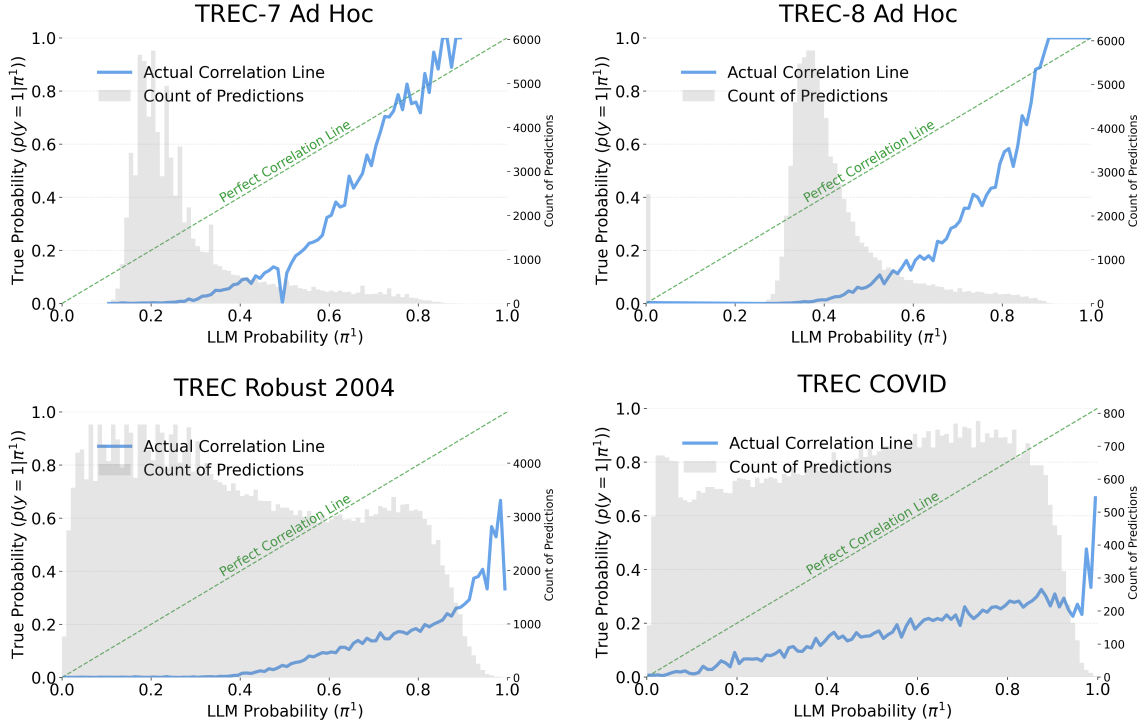 TREC-7 Ad Hoc
True Probability (p(y = 1|π¹))
1.0
0.8
0.6
0.4
0.2
0.0
Actual Correlation Line
Count of Predictions
Perfect Correlation Line
6000
5000
4000
3000
2000
1000
0
Count of Predictions
0.0 0.2 0.4 0.6 0.8 1.0
LLM Probability (π¹)
TREC-8 Ad Hoc
True Probability (p(y = 1|π¹))
1.0
0.8
0.6
0.4
0.2
0.0
Actual Correlation Line
Count of Predictions
Perfect Correlation Line
6000
5000
4000
3000
2000
1000
0
Count of Predictions
0.0 0.2 0.4 0.6 0.8 1.0
LLM Probability (π¹)
TREC Robust 2004
True Probability (p(y = 1|π¹))
1.0
0.8
0.6
0.4
0.2
0.0
Actual Correlation Line
Count of Predictions
Perfect Correlation Line
4000
3000
2000
1000
0
Count of Predictions
0.0 0.2 0.4 0.6 0.8 1.0
LLM Probability (π¹)
TREC COVID
True Probability (p(y = 1|π¹))
1.0
0.8
0.6
0.4
0.2
0.0
Actual Correlation Line
Count of Predictions
Perfect Correlation Line
800
700
600
500
400
300
200
100
0
Count of Predictions
0.0 0.2 0.4 0.6 0.8 1.0
LLM Probability (π¹)